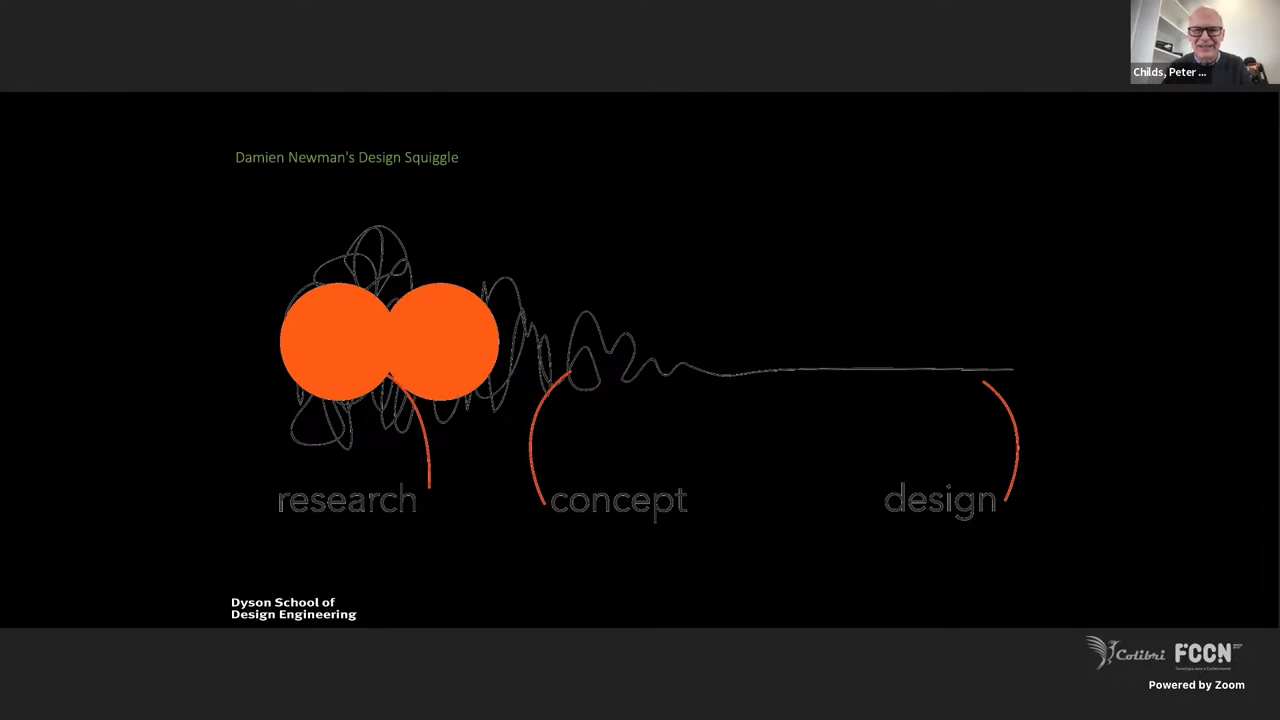 Childs, Peter ...
Damien Newman's Design Squiggle
research
concept
design
Dyson School of
Design Engineering
Colibri
FCCN
Powered by Zoom